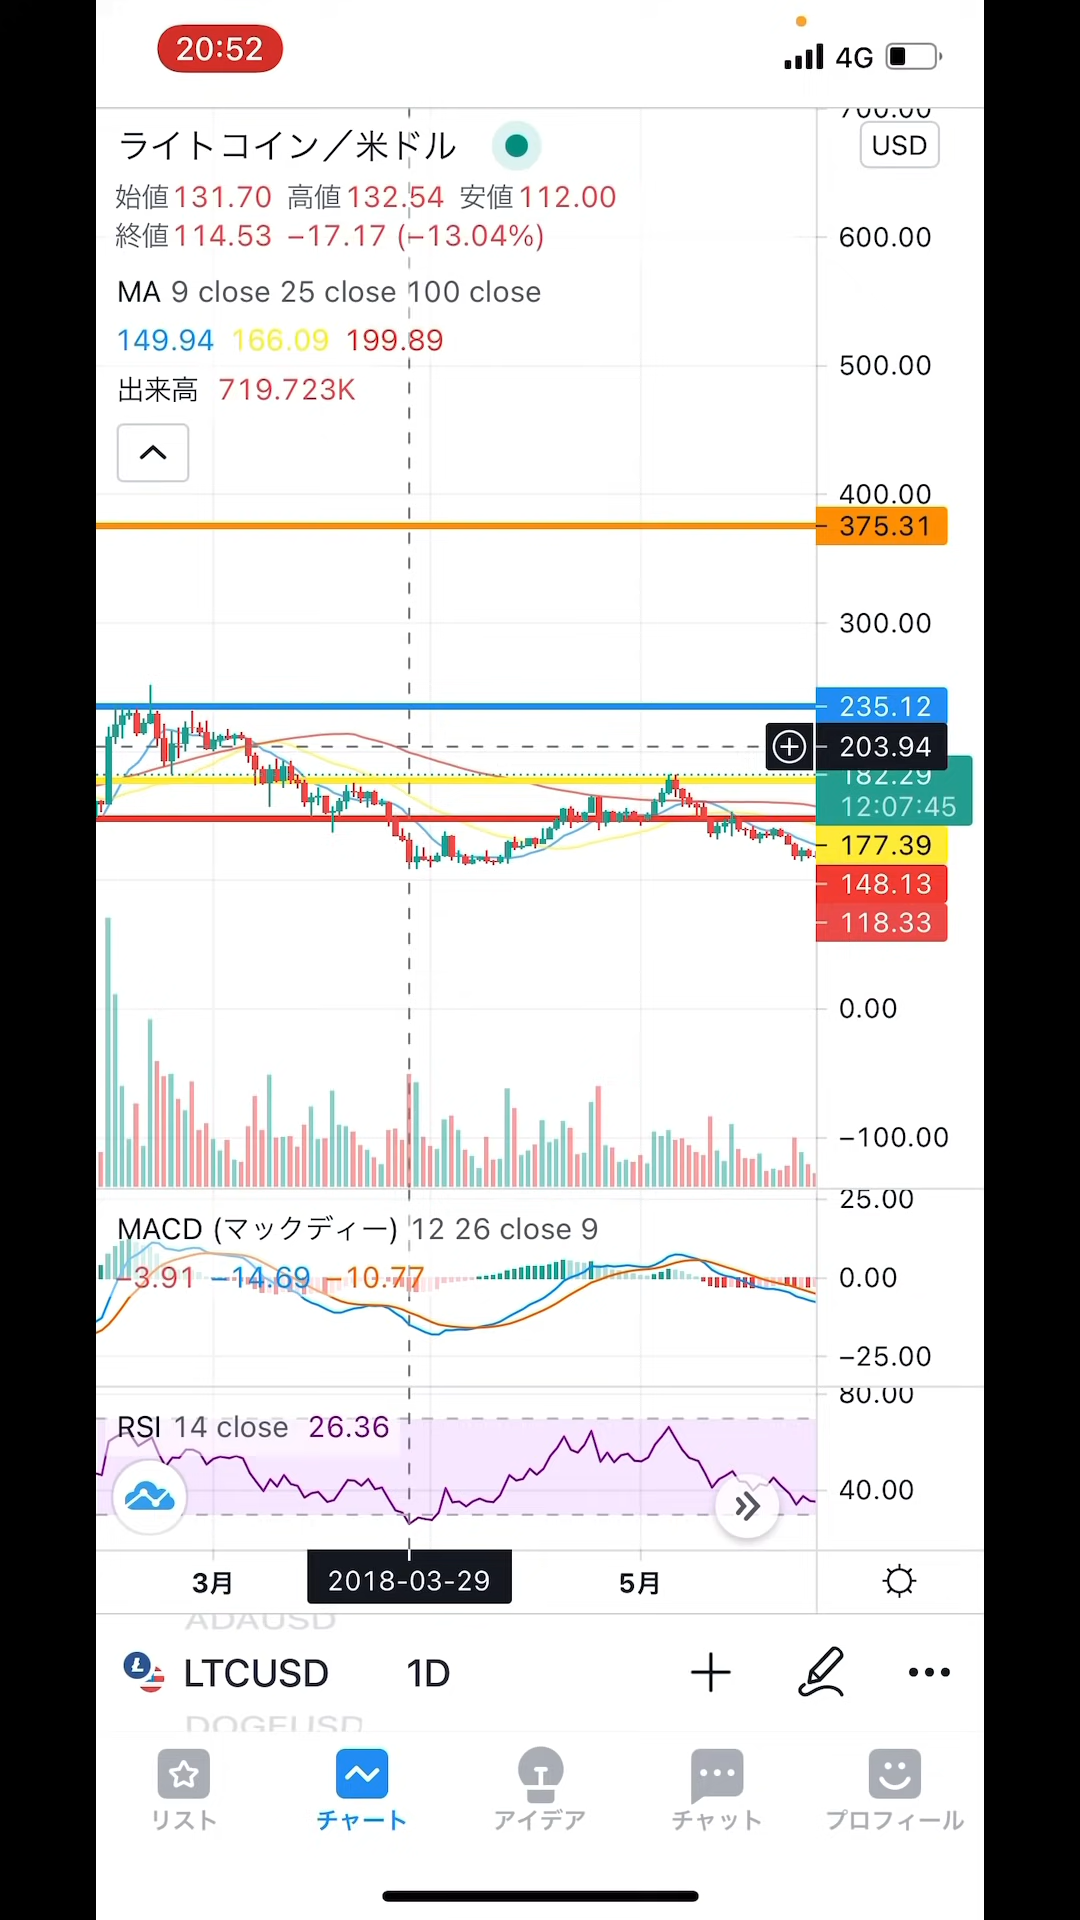 20:52
4G
700.00
ライトコイン／米ドル
USD
始値131.70 高値132.54 安値112.00
終値114.53 −17.17 (−13.04%)
600.00
MA 9 close 25 close 100 close
149.94 166.09 199.89
500.00
出来高 719.723K
400.00
375.31
300.00
235.12
203.94
182.29
12:07:45
177.39
148.13
118.33
0.00
−100.00
25.00
MACD (マックディー) 12 26 close 9
−3.91 −14.69 −10.77
0.00
−25.00
80.00
RSI 14 close 26.36
40.00
3月 2018-03-29 5月
ADAUSD
LTCUSD 1D
DOGEUSD
リスト チャート アイデア チャット プロフィール